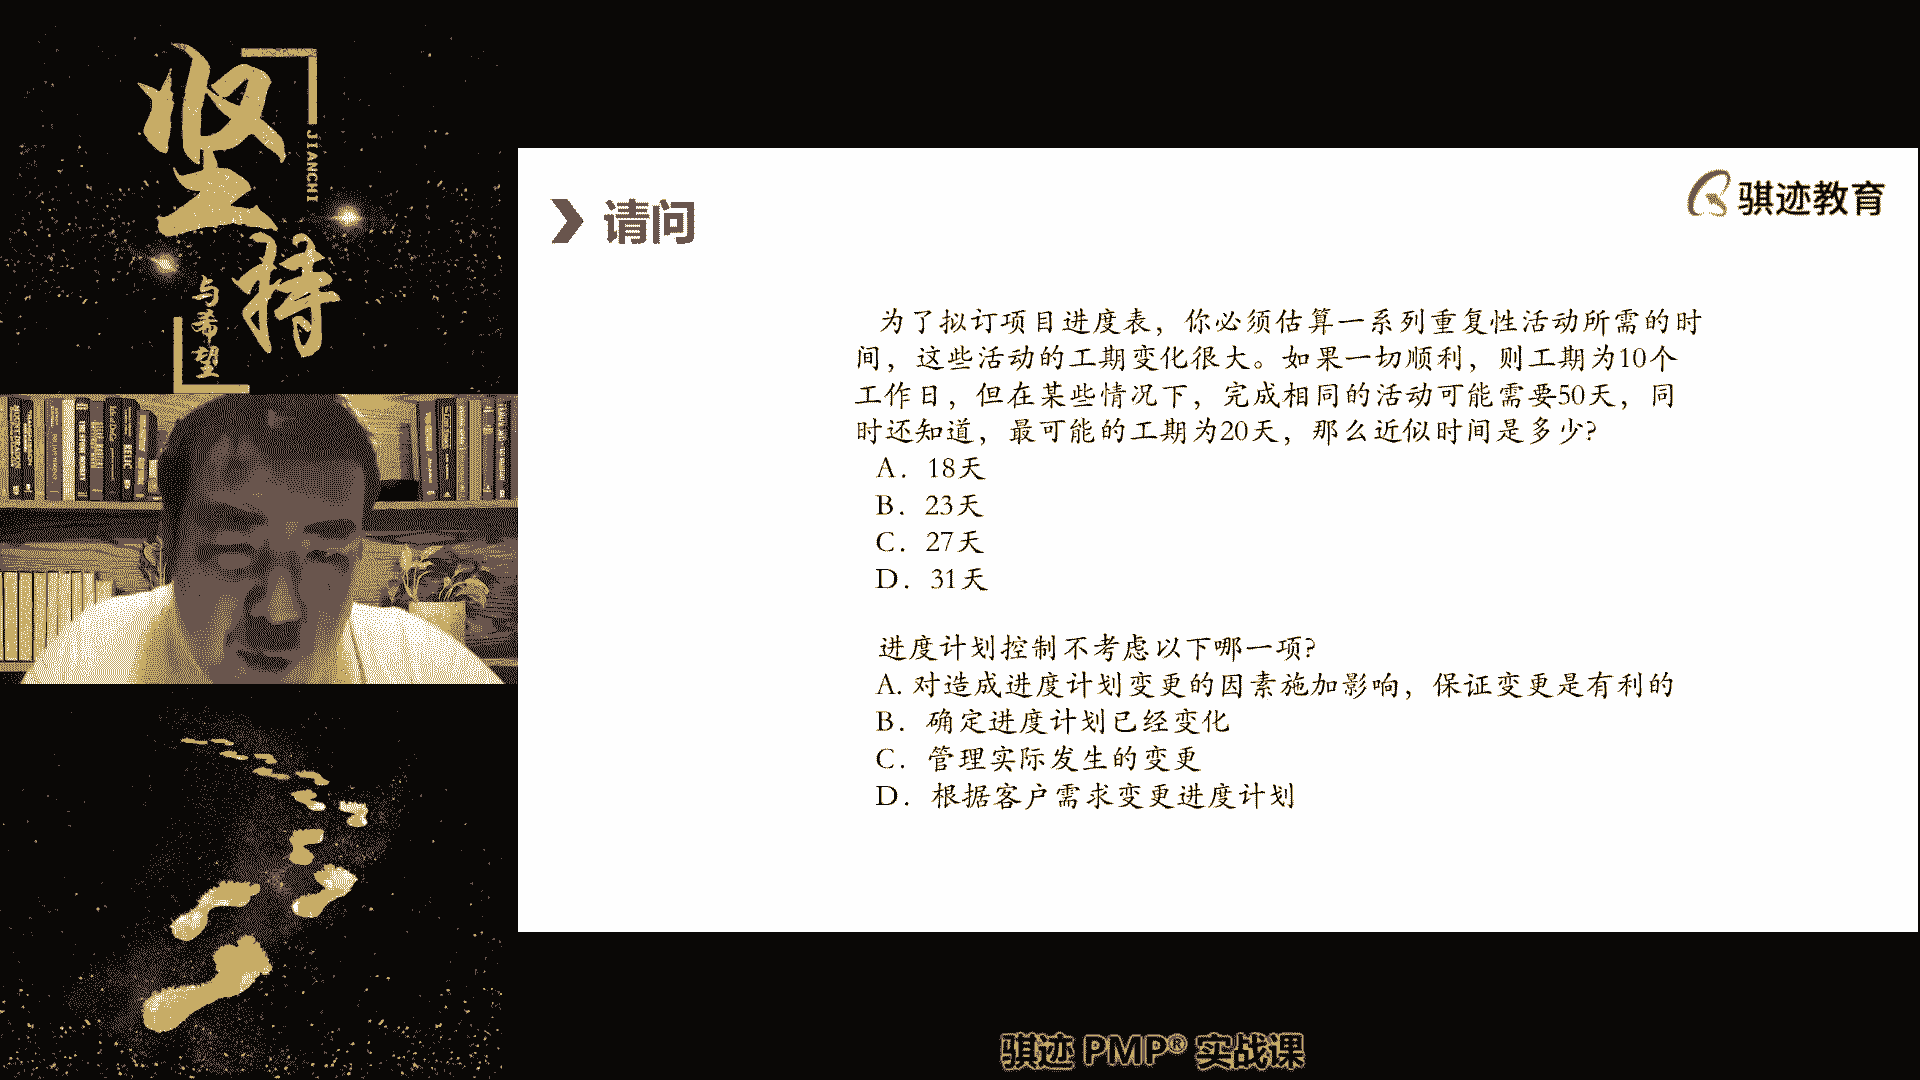 坚持
JIANCHI
与希望
请问
骐迹教育
为了拟订项目进度表，你必须估算一系列重复性活动所需的时
间，这些活动的工期变化很大。如果一切顺利，则工期为10个
工作日，但在某些情况下，完成相同的活动可能需要50天，同
时还知道，最可能的工期为20天，那么近似时间是多少?
A．18天
B．23天
C．27天
D．31天
进度计划控制不考虑以下哪一项?
A. 对造成进度计划变更的因素施加影响，保证变更是有利的
B．确定进度计划已经变化
C．管理实际发生的变更
D．根据客户需求变更进度计划
骐迹 PMP® 实战课